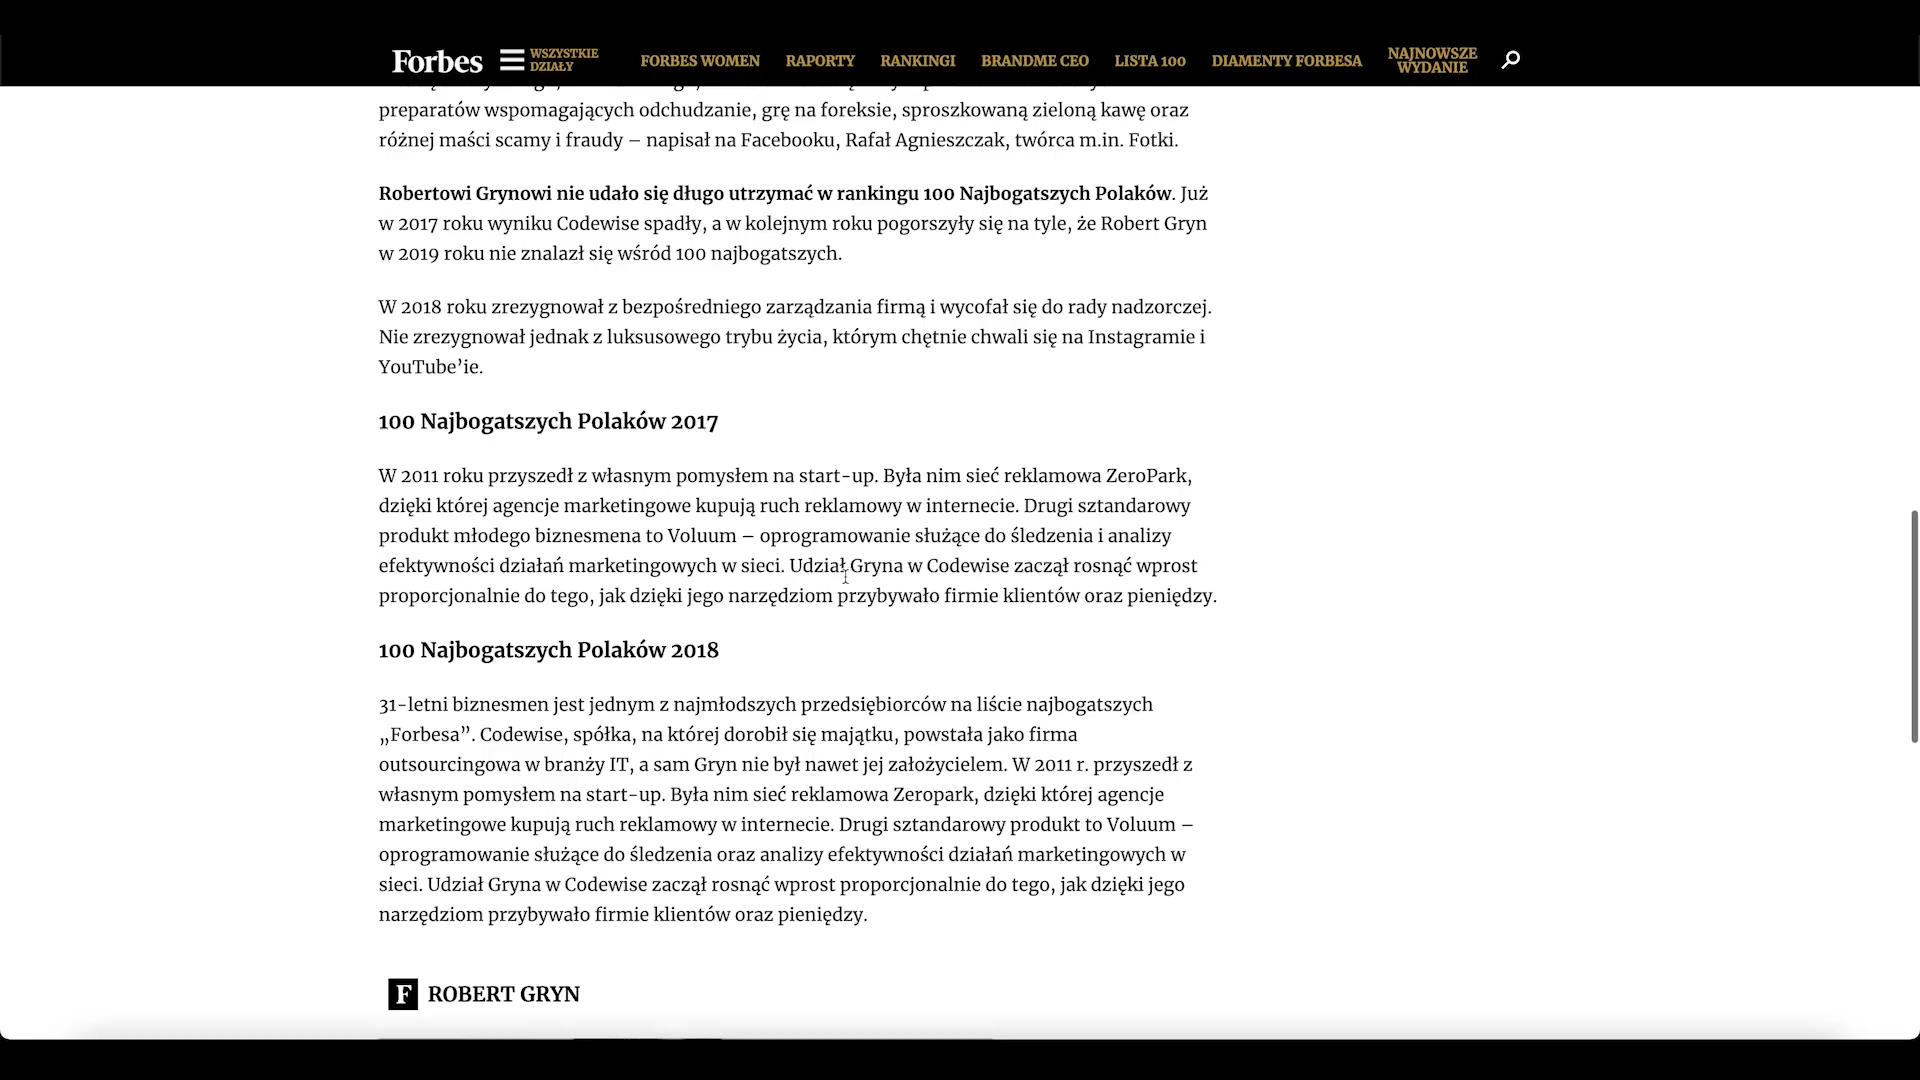 Forbes
WSZYSTKIE
DZIAŁY
FORBES WOMEN
RAPORTY
RANKINGI
BRANDME CEO
LISTA 100
DIAMENTY FORBESA
NAJNOWSZE
WYDANIE
preparatów wspomagających odchudzanie, grę na foreksie, sproszkowaną zieloną kawę oraz
różnej maści scamy i fraudy – napisał na Facebooku, Rafał Agnieszczak, twórca m.in. Fotki.
Robertowi Grynowi nie udało się długo utrzymać w rankingu 100 Najbogatszych Polaków. Już
w 2017 roku wyniku Codewise spadły, a w kolejnym roku pogorszyły się na tyle, że Robert Gryn
w 2019 roku nie znalazł się wśród 100 najbogatszych.
W 2018 roku zrezygnował z bezpośredniego zarządzania firmą i wycofał się do rady nadzorczej.
Nie zrezygnował jednak z luksusowego trybu życia, którym chętnie chwali się na Instagramie i
YouTube’ie.
100 Najbogatszych Polaków 2017
W 2011 roku przyszedł z własnym pomysłem na start-up. Była nim sieć reklamowa ZeroPark,
dzięki której agencje marketingowe kupują ruch reklamowy w internecie. Drugi sztandarowy
produkt młodego biznesmena to Voluum – oprogramowanie służące do śledzenia i analizy
efektywności działań marketingowych w sieci. Udział Gryna w Codewise zaczął rosnąć wprost
proporcjonalnie do tego, jak dzięki jego narzędziom przybywało firmie klientów oraz pieniędzy.
100 Najbogatszych Polaków 2018
31-letni biznesmen jest jednym z najmłodszych przedsiębiorców na liście najbogatszych
„Forbesa”. Codewise, spółka, na której dorobił się majątku, powstała jako firma
outsourcingowa w branży IT, a sam Gryn nie był nawet jej założycielem. W 2011 r. przyszedł z
własnym pomysłem na start-up. Była nim sieć reklamowa Zeropark, dzięki której agencje
marketingowe kupują ruch reklamowy w internecie. Drugi sztandarowy produkt to Voluum –
oprogramowanie służące do śledzenia oraz analizy efektywności działań marketingowych w
sieci. Udział Gryna w Codewise zaczął rosnąć wprost proporcjonalnie do tego, jak dzięki jego
narzędziom przybywało firmie klientów oraz pieniędzy.
F ROBERT GRYN